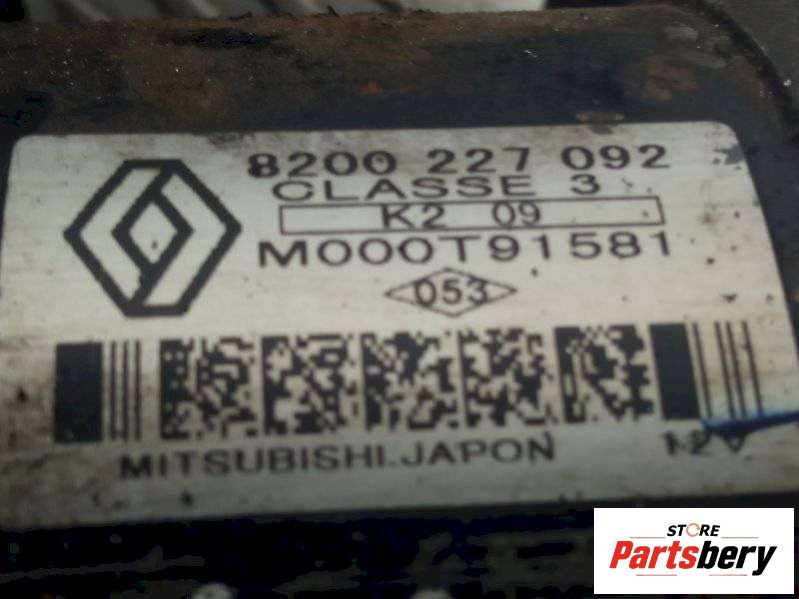 8200 227 092
CLASSE 3
K2 09
M000T91581
053
MITSUBISHI.JAPON 12V
STORE
Partsbery